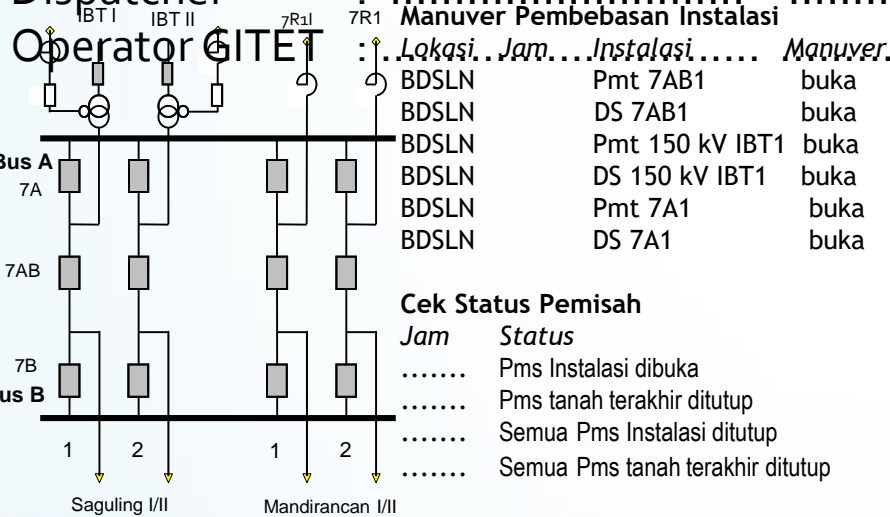 Dispatcher : ..............................
Operator GITET : ..............................
IBT I IBT II 7R1I 7R1
Manuver Pembebasan Instalasi
Lokasi Jam Instalasi Manuver
BDSLN Pmt 7AB1 buka
BDSLN DS 7AB1 buka
BDSLN Pmt 150 kV IBT1 buka
BDSLN DS 150 kV IBT1 buka
BDSLN Pmt 7A1 buka
BDSLN DS 7A1 buka
Bus A
7A
7AB
7B
Bus B
1 2 1 2
Saguling I/II Mandirancan I/II
Cek Status Pemisah
Jam Status
....... Pms Instalasi dibuka
....... Pms tanah terakhir ditutup
....... Semua Pms Instalasi ditutup
....... Semua Pms tanah terakhir ditutup